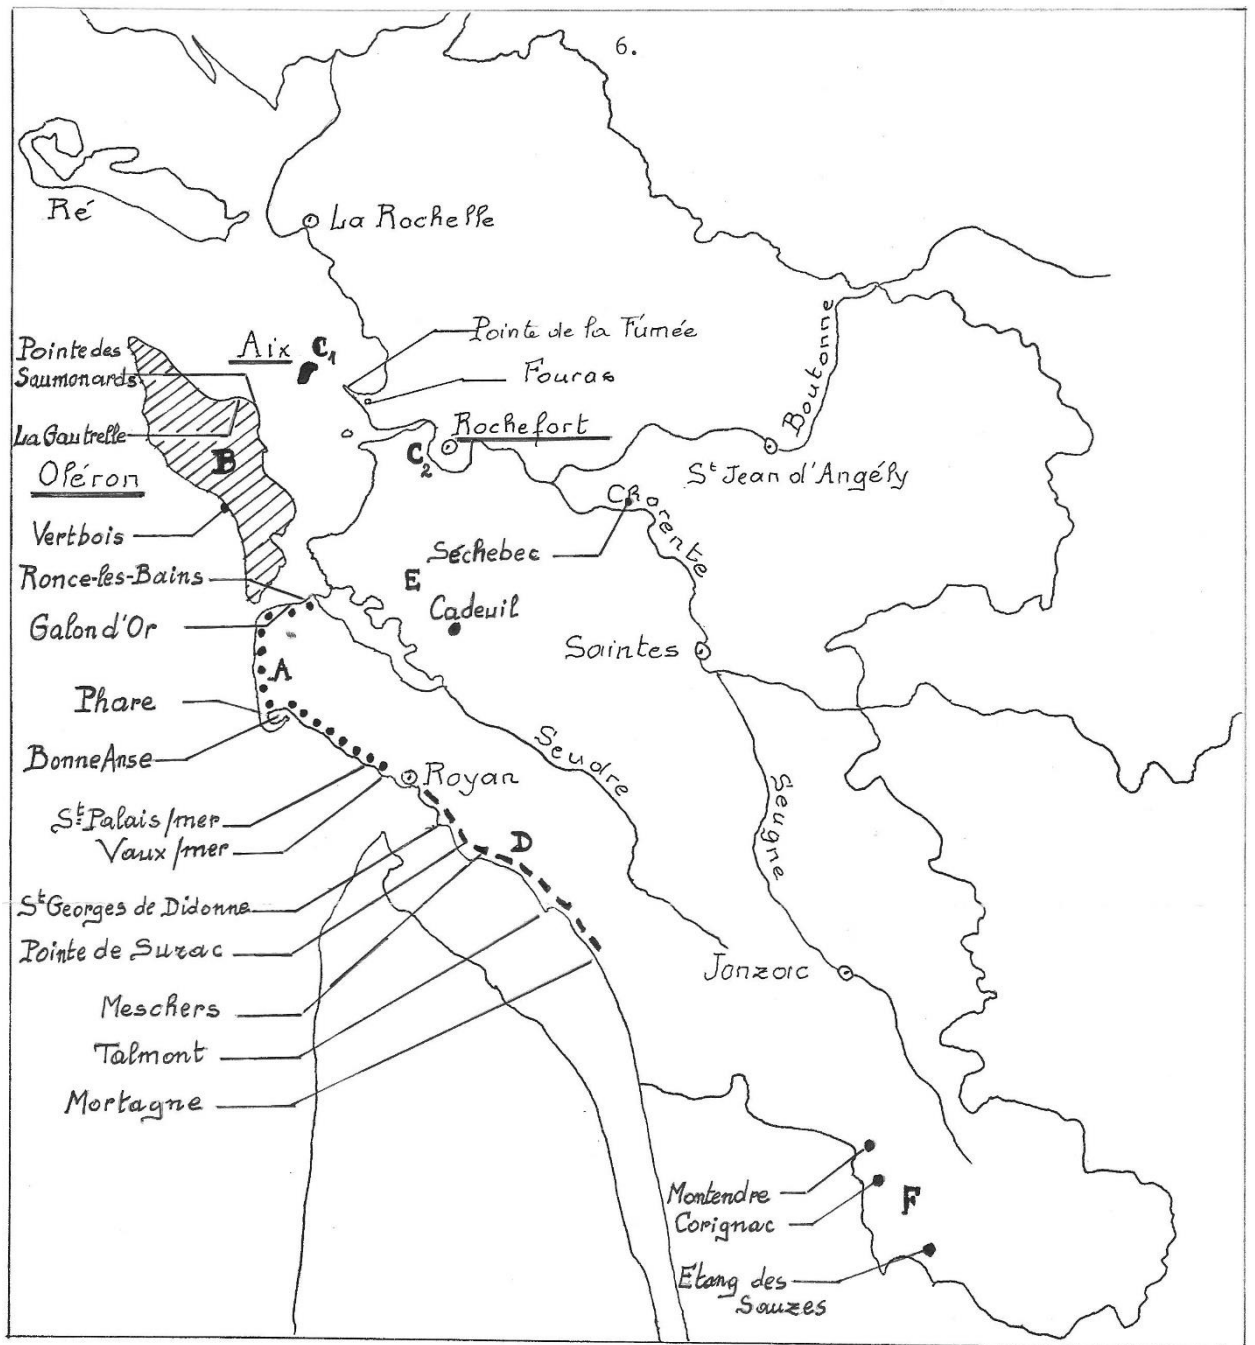 6.
Ré
La Rochelle
Pointe de la Fumée
Fouras
Aix
C₁
Pointe des
Saumonards
La Gautrelle
B
Oléron
Vertbois
Rochefort
C₂
Boutonne
St Jean d'Angély
Charente
Séchebec
E
Cadeuil
Saintes
Ronce-les-Bains
Galon d'Or
A
Phare
Bonne Anse
St Palais/mer
Vaux/mer
Royan
Seudre
Seugne
D
St Georges de Didonne
Pointe de Suzac
Meschers
Talmont
Mortagne
Jonzac
Montendre
Corignac
F
Etang des
Sauzes